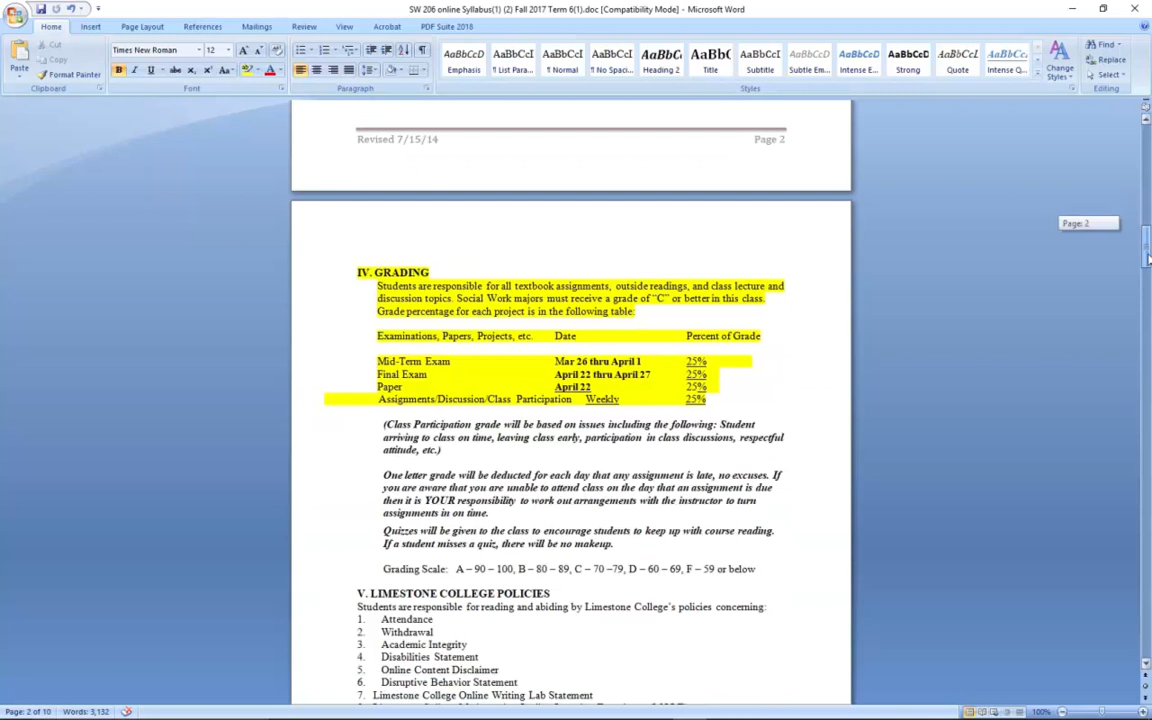 SW 206 online Syllabus(1) (2) Fall 2017 Term 6(1).doc [Compatibility Mode] - Microsoft Word
Home Insert Page Layout References Mailings Review View Acrobat PDF Suite 2018
Paste
Cut
Copy
Format Painter
Clipboard
Times New Roman 12
Font
Paragraph
AaBbCcD AaBbCcI AaBbCcI AaBbCcI AaBbCc AaBb( AaBbCcI AaBbCcD AaBbCcD AaBbCcD AaBbCcL AaBbCcL
Emphasis ¶ List Para... ¶ Normal ¶ No Spaci... Heading 2 Title Subtitle Subtle Em... Intense E... Strong Quote Intense Q...
Change Styles
Styles
Find
Replace
Select
Editing
Revised 7/15/14 Page 2
Page: 2
IV. GRADING
Students are responsible for all textbook assignments, outside readings, and class lecture and
discussion topics. Social Work majors must receive a grade of “C” or better in this class.
Grade percentage for each project is in the following table:
Examinations, Papers, Projects, etc. Date Percent of Grade
Mid-Term Exam Mar 26 thru April 1 25%
Final Exam April 22 thru April 27 25%
Paper April 22 25%
Assignments/Discussion/Class Participation Weekly 25%
(Class Participation grade will be based on issues including the following: Student
arriving to class on time, leaving class early, participation in class discussions, respectful
attitude, etc.)
One letter grade will be deducted for each day that any assignment is late, no excuses. If
you are aware that you are unable to attend class on the day that an assignment is due
then it is YOUR responsibility to work out arrangements with the instructor to turn
assignments in on time.
Quizzes will be given to the class to encourage students to keep up with course reading.
If a student misses a quiz, there will be no makeup.
Grading Scale: A – 90 – 100, B – 80 – 89, C – 70 –79, D – 60 – 69, F – 59 or below
V. LIMESTONE COLLEGE POLICIES
Students are responsible for reading and abiding by Limestone College’s policies concerning:
1. Attendance
2. Withdrawal
3. Academic Integrity
4. Disabilities Statement
5. Online Content Disclaimer
6. Disruptive Behavior Statement
7. Limestone College Online Writing Lab Statement
Page: 2 of 10 Words: 3,132 100%